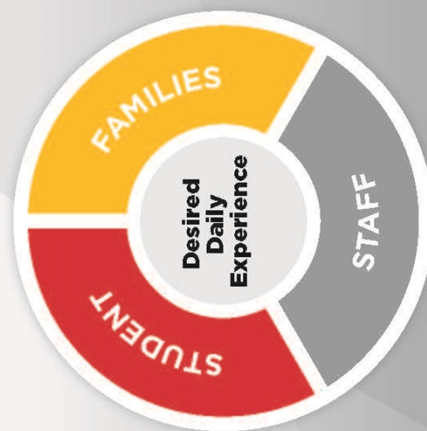 FAMILIES
STUDENT
Desired
Daily
Experience
STAFF